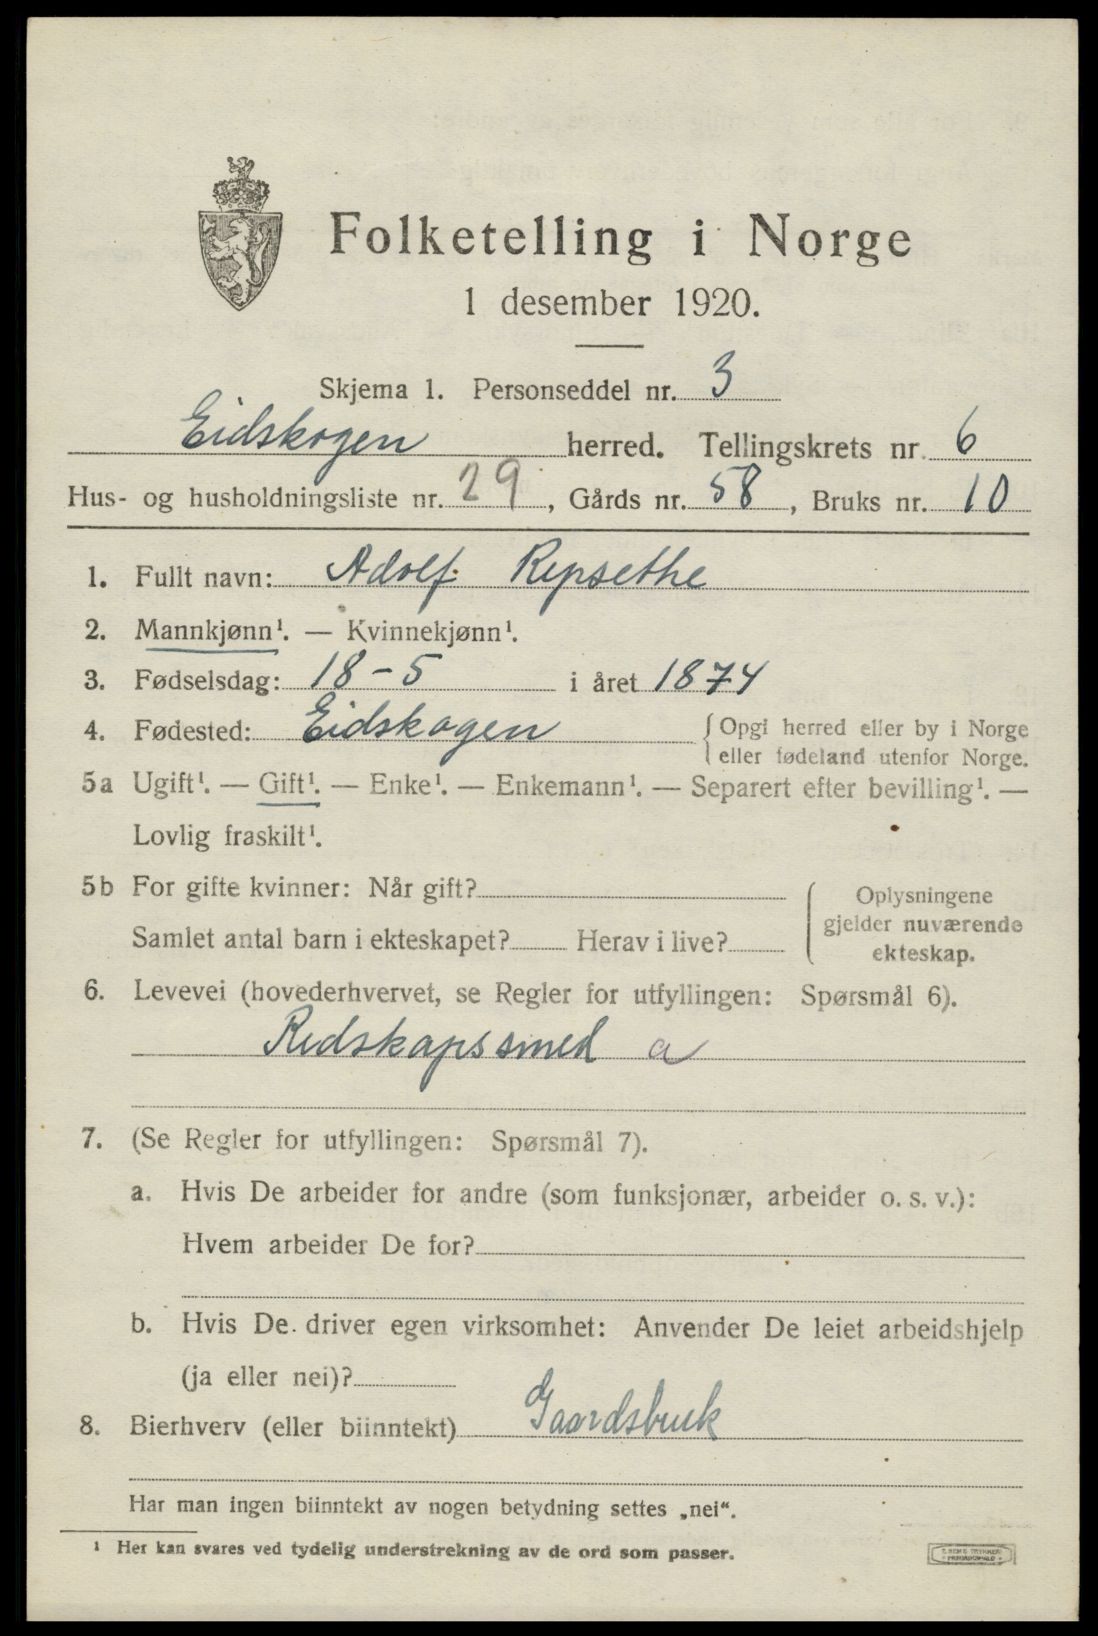 Folketelling i Norge
1 desember 1920.
Skjema 1. Personseddel nr. 3
Eidskogen herred. Tellingskrets nr. 6
Hus- og husholdningsliste nr. 29, Gårds nr. 58, Bruks nr. 10
1. Fullt navn: Adolf Repsethe
2. Mannkjønn¹. — Kvinnekjønn¹.
3. Fødselsdag: 18-5 i året 1874
4. Fødested: Eidskogen {Opgi herred eller by i Norge
eller fødeland utenfor Norge.
5a Ugift¹. — Gift¹. — Enke¹. — Enkemann¹. — Separert efter bevilling¹. —
Lovlig fraskilt¹.
5b For gifte kvinner: Når gift?
Samlet antal barn i ekteskapet? Herav i live?
Oplysningene
gjelder nuværende
ekteskap.
6. Levevei (hovederhvervet, se Regler for utfyllingen: Spørsmål 6).
Redskapssmed a
7. (Se Regler for utfyllingen: Spørsmål 7).
a. Hvis De arbeider for andre (som funksjonær, arbeider o. s. v.):
Hvem arbeider De for?
b. Hvis De driver egen virksomhet: Anvender De leiet arbeidshjelp
(ja eller nei)?
8. Bierhverv (eller biinntekt) Gaardsbruk
Har man ingen biinntekt av nogen betydning settes „nei“.
¹ Her kan svares ved tydelig understrekning av de ord som passer.